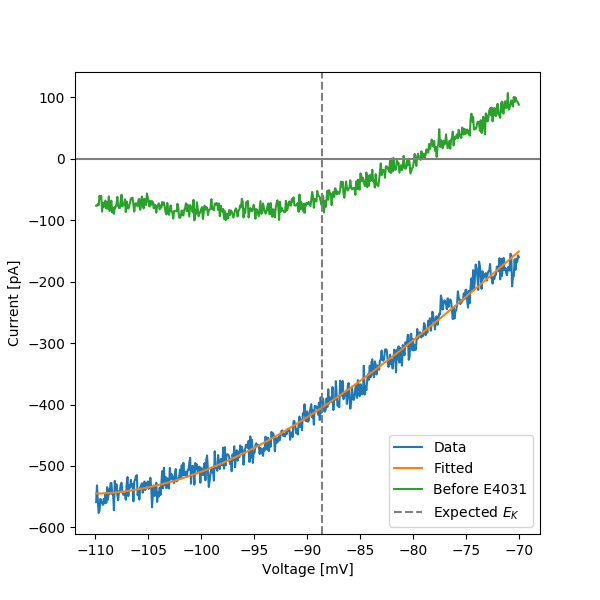 100
0
−100
−200
−300
−400
−500
−600
Current [pA]
−110
−105
−100
−95
−90
−85
−80
−75
−70
Voltage [mV]
Data
Fitted
Before E4031
Expected E_K